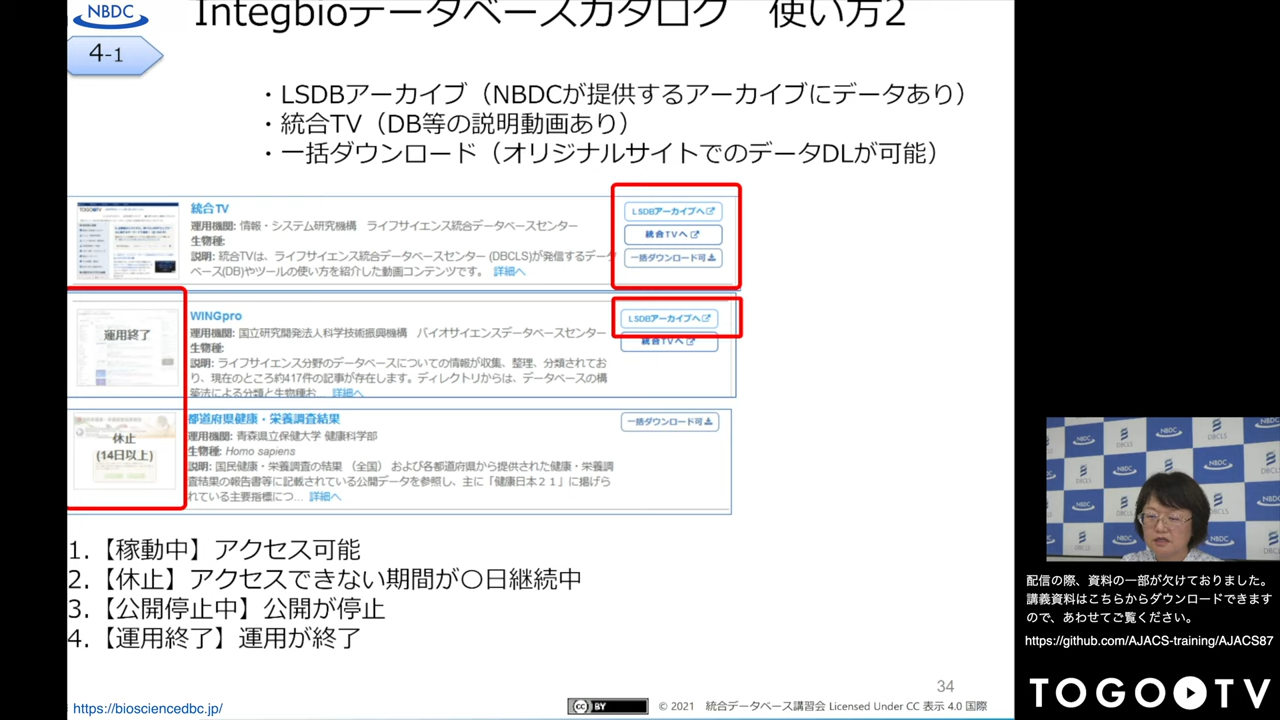 NBDC
Integbioデータベースカタログ　使い方2
4-1
・LSDBアーカイブ（NBDCが提供するアーカイブにデータあり）
・統合TV（DB等の説明動画あり）
・一括ダウンロード（オリジナルサイトでのデータDLが可能）
統合TV
運用機関: 情報・システム研究機構　ライフサイエンス統合データベースセンター
生物種:
説明: 統合TVは、ライフサイエンス統合データベースセンター (DBCLS)が発信するデータ
ベース(DB)やツールの使い方を紹介した動画コンテンツです。 詳細へ
LSDBアーカイブへ
統合TVへ
一括ダウンロード可
運用終了
WINGpro
運用機関: 国立研究開発法人科学技術振興機構　バイオサイエンスデータベースセンター
生物種:
説明: ライフサイエンス分野のデータベースについての情報が収集、整理、分類されてお
り、現在のところ約417件の記事が存在します。ディレクトリからは、データベースの構
築法による分類と生物種お... 詳細へ
LSDBアーカイブへ
統合TVへ
休止
(14日以上)
都道府県健康・栄養調査結果
運用機関: 青森県立保健大学 健康科学部
生物種: Homo sapiens
説明: 国民健康・栄養調査の結果 （全国） および各都道府県から提供された健康・栄養調
査結果の報告書等に記載されている公開データを参照し、主に「健康日本２１」に掲げら
れている主要指標につ... 詳細へ
一括ダウンロード可
1.【稼動中】アクセス可能
2.【休止】アクセスできない期間が〇日継続中
3.【公開停止中】公開が停止
4.【運用終了】運用が終了
34
https://biosciencedbc.jp/
CC BY
© 2021　統合データベース講習会 Licensed Under CC 表示 4.0 国際
NBDC
DBCLS
配信の際、資料の一部が欠けておりました。
講義資料はこちらからダウンロードできます
ので、あわせてご覧ください。
https://github.com/AJACS-training/AJACS87
TOGO TV